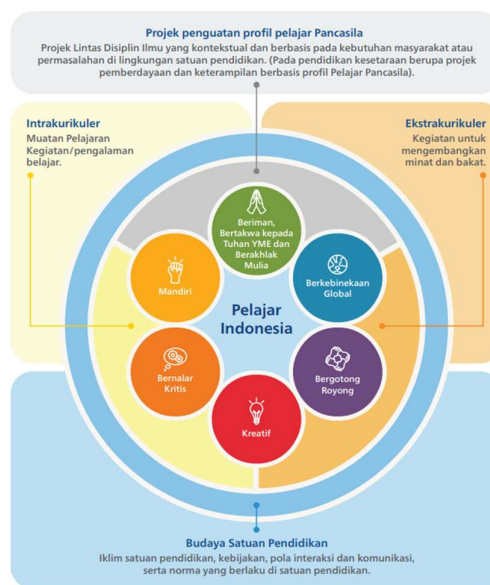 Projek penguatan profil pelajar Pancasila
Projek Lintas Disiplin Ilmu yang kontekstual dan berbasis pada kebutuhan masyarakat atau
permasalahan di lingkungan satuan pendidikan. (Pada pendidikan kesetaraan berupa projek
pemberdayaan dan keterampilan berbasis profil Pelajar Pancasila).
Intrakurikuler
Muatan Pelajaran
Kegiatan/pengalaman
belajar.
Ekstrakurikuler
Kegiatan untuk
mengembangkan
minat dan bakat.
Beriman,
Bertakwa kepada
Tuhan YME dan
Berakhlak
Mulia
Mandiri
Berkebinekaan
Global
Pelajar
Indonesia
Bernalar
Kritis
Bergotong
Royong
Kreatif
Budaya Satuan Pendidikan
Iklim satuan pendidikan, kebijakan, pola interaksi dan komunikasi,
serta norma yang berlaku di satuan pendidikan.